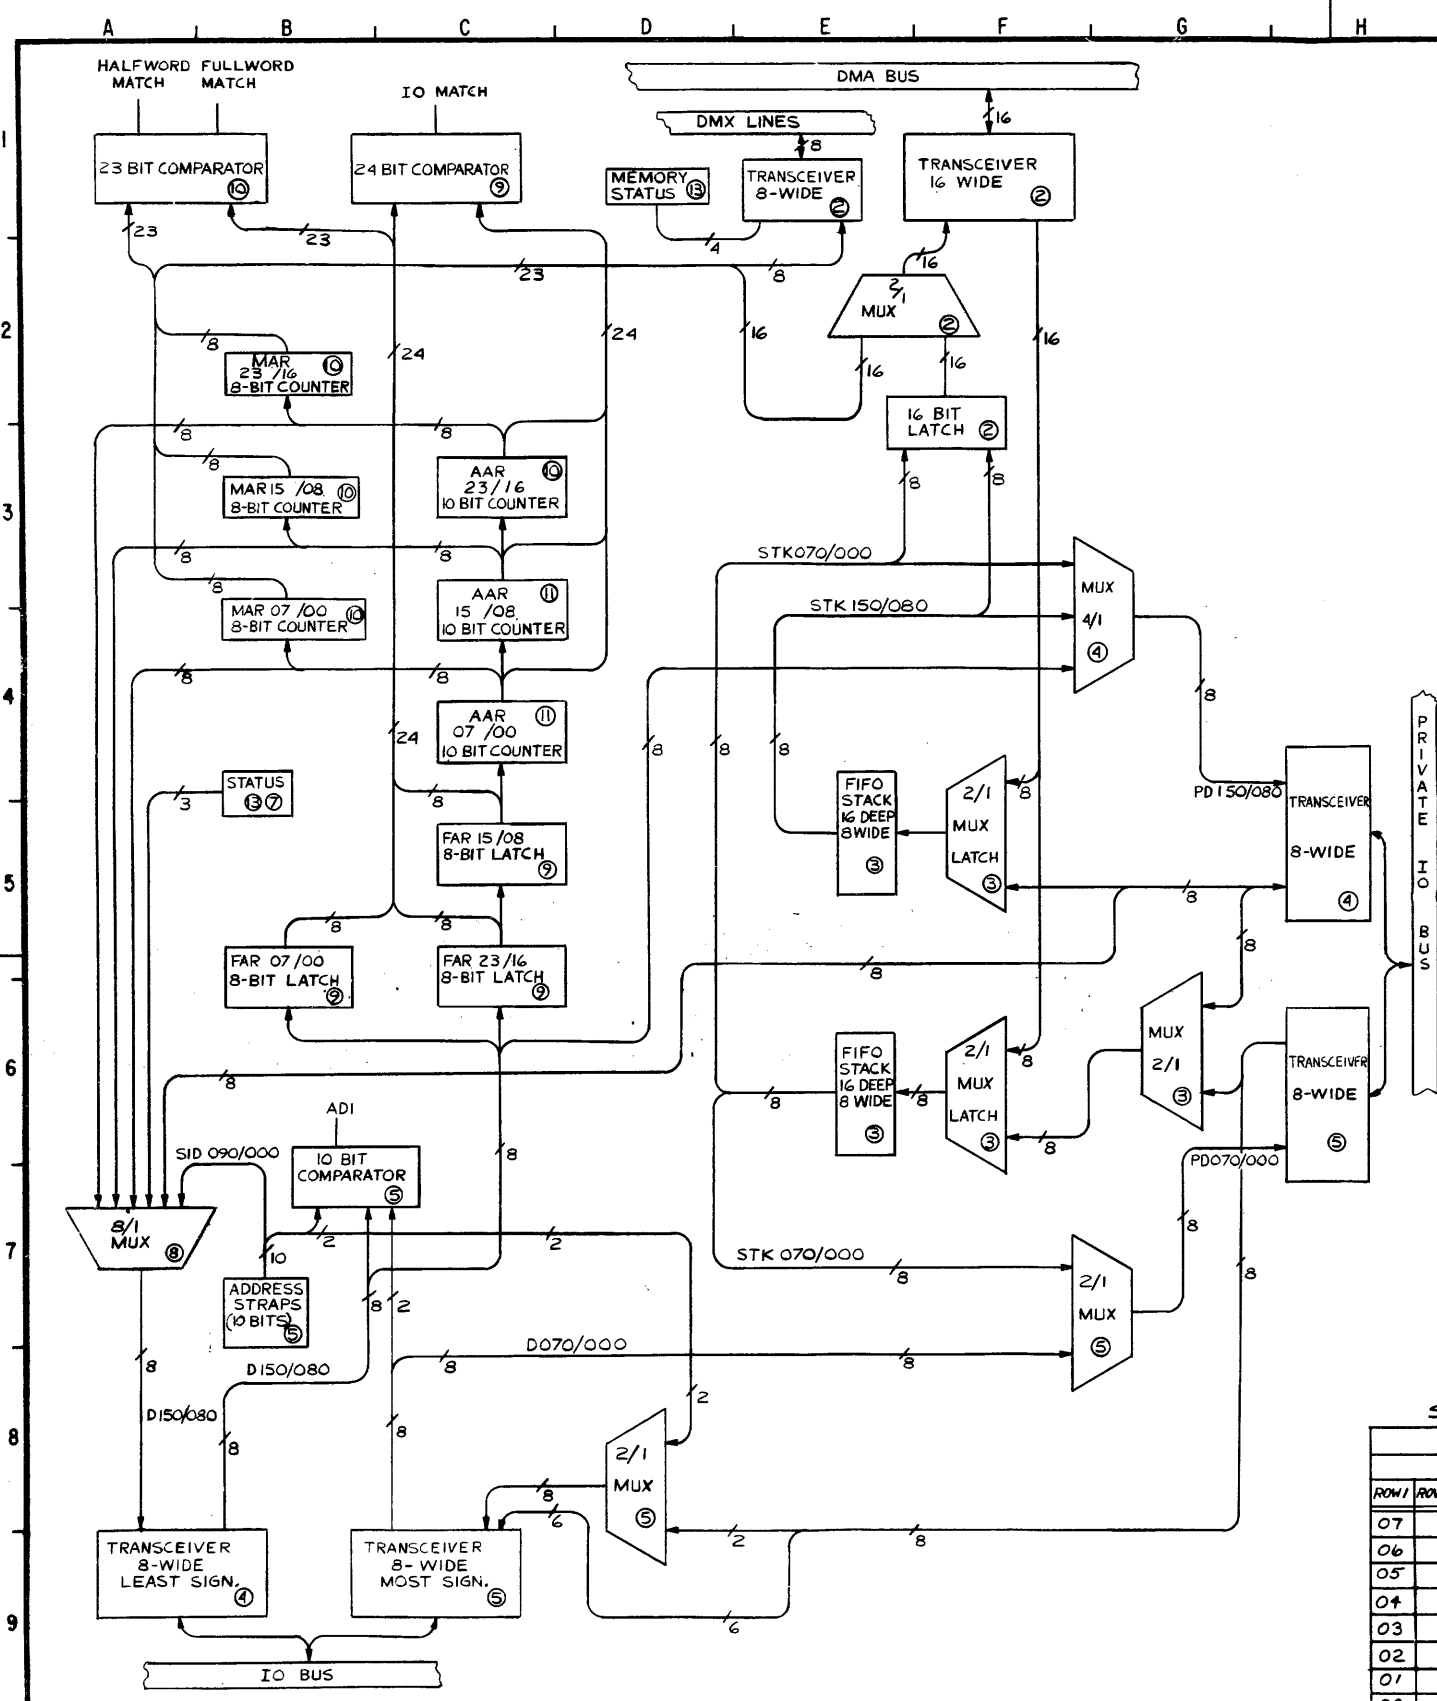 A B C D E F G H
1
2
3
4
5
6
7
8
9
HALFWORD FULLWORD
MATCH MATCH
IO MATCH
DMA BUS
DMX LINES
16
8
23 BIT COMPARATOR
10
24 BIT COMPARATOR
9
MEMORY
STATUS 13
TRANSCEIVER
8-WIDE
2
TRANSCEIVER
16 WIDE
2
23
23
4
23
8
16
2/1
MUX
2
8
24
24
16
16
16
16
MAR 10
23 /16
8-BIT COUNTER
16 BIT
LATCH 2
8
8
8
8
8
MAR 15 /08 10
8-BIT COUNTER
AAR 10
23/16
10 BIT COUNTER
8
8
STK070/000
8
MAR 07 /00 10
8-BIT COUNTER
AAR 11
15 /08
10 BIT COUNTER
STK 150/080
MUX
4/1
4
8
8
8
AAR 11
07 /00
10 BIT COUNTER
24
8
8
8
PRIVATE IO BUS
STATUS
13 7
3
8
FAR 15/08
8-BIT LATCH
9
FIFO
STACK
16 DEEP
8 WIDE
3
2/1
MUX
LATCH
3
8
PD150/080
TRANSCEIVER
8-WIDE
4
8
8
8
8
8
FAR 07/00
8-BIT LATCH
9
FAR 23/16
8-BIT LATCH
9
8
FIFO
STACK
16 DEEP
8 WIDE
3
2/1
MUX
LATCH
3
8
MUX
2/1
3
TRANSCEIVER
8-WIDE
5
8
8
8
ADI
8
SID 090/000
10 BIT
COMPARATOR
5
8
PD070/000
8/1
MUX
8
2
2
10
ADDRESS
STRAPS
(10 BITS)
5
8
2
STK 070/000
8
8
8
2/1
MUX
5
8
D150/080
D070/000
8
8
2
D150/080
8
8
2/1
MUX
5
8
6
2
8
6
TRANSCEIVER
8-WIDE
LEAST SIGN.
4
TRANSCEIVER
8-WIDE
MOST SIGN.
5
IO BUS
ROW1
07
06
05
04
03
02
01